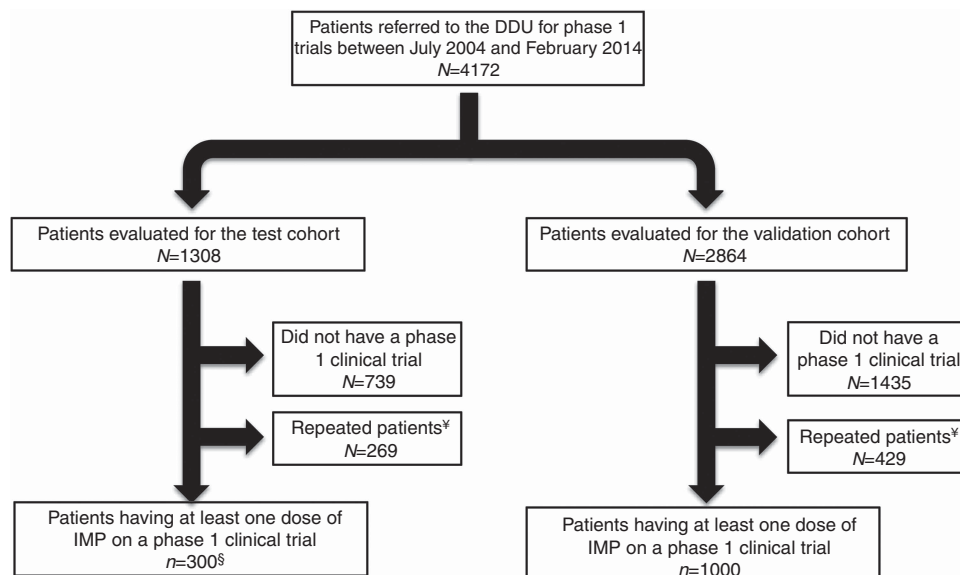 Patients referred to the DDU for phase 1
trials between July 2004 and February 2014
N=4172
Patients evaluated for the test cohort
N=1308
Patients evaluated for the validation cohort
N=2864
Did not have a phase
1 clinical trial
N=739
Did not have a
phase 1 clinical trial
N=1435
Repeated patients¥
N=269
Repeated patients¥
N=429
Patients having at least one dose of
IMP on a phase 1 clinical trial
n=300§
Patients having at least one dose of
IMP on a phase 1 clinical trial
n=1000